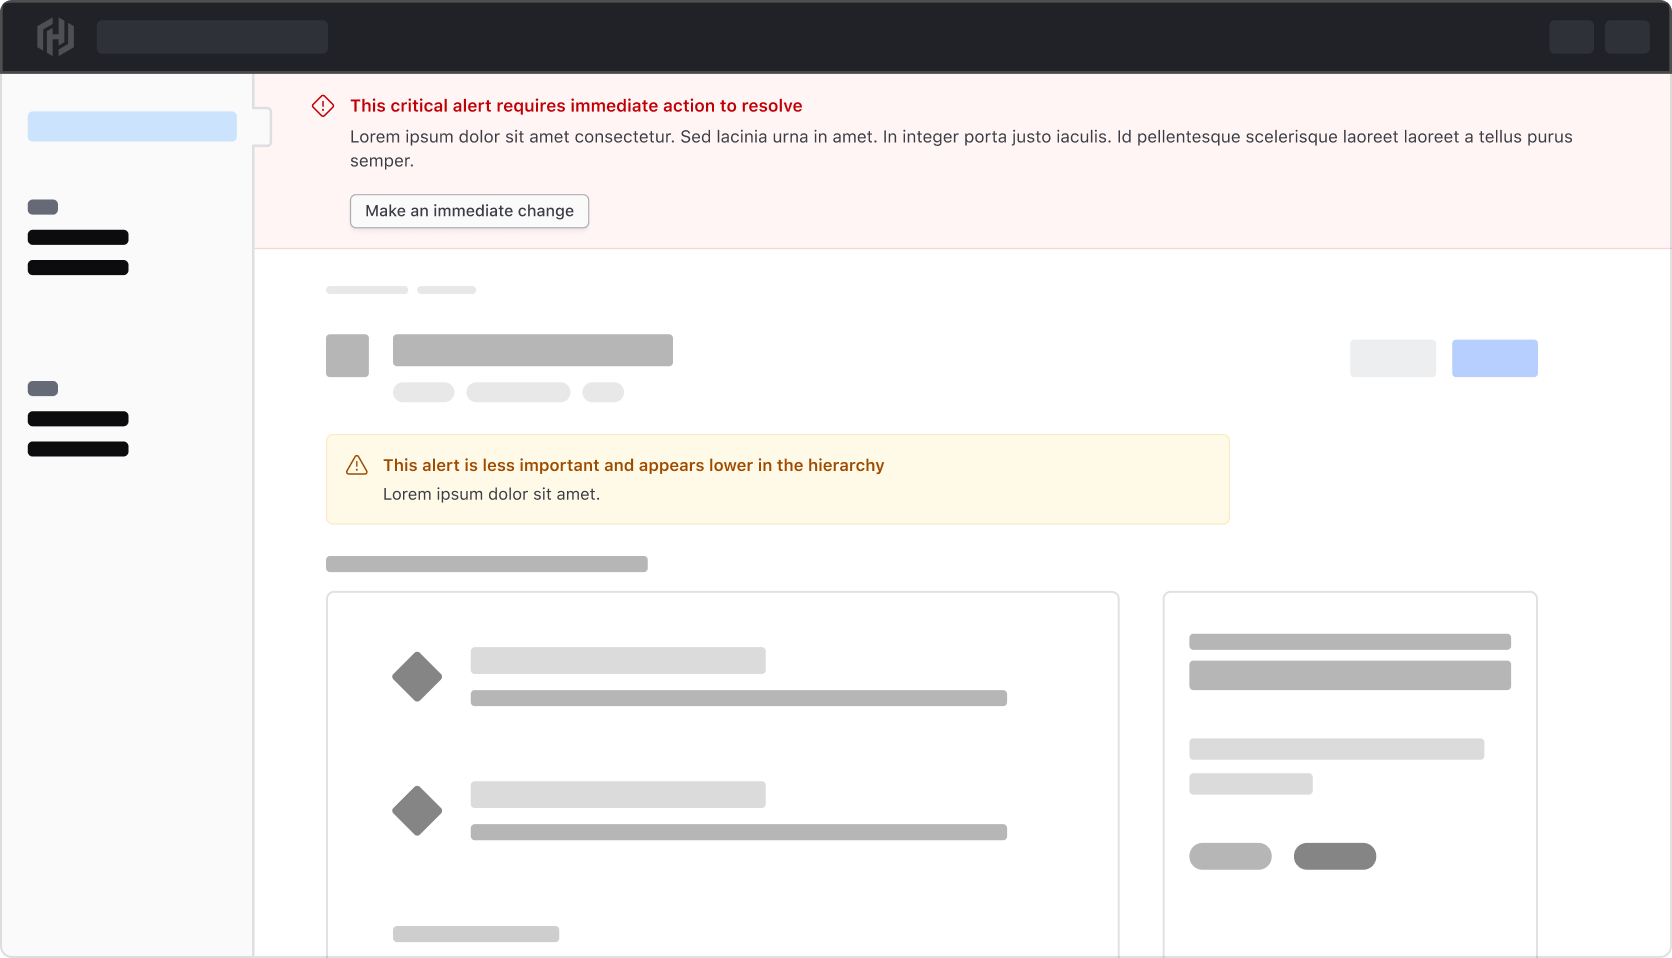 This critical alert requires immediate action to resolve
Lorem ipsum dolor sit amet consectetur. Sed lacinia urna in amet. In integer porta justo iaculis. Id pellentesque scelerisque laoreet laoreet a tellus purus
semper.
Make an immediate change
This alert is less important and appears lower in the hierarchy
Lorem ipsum dolor sit amet.